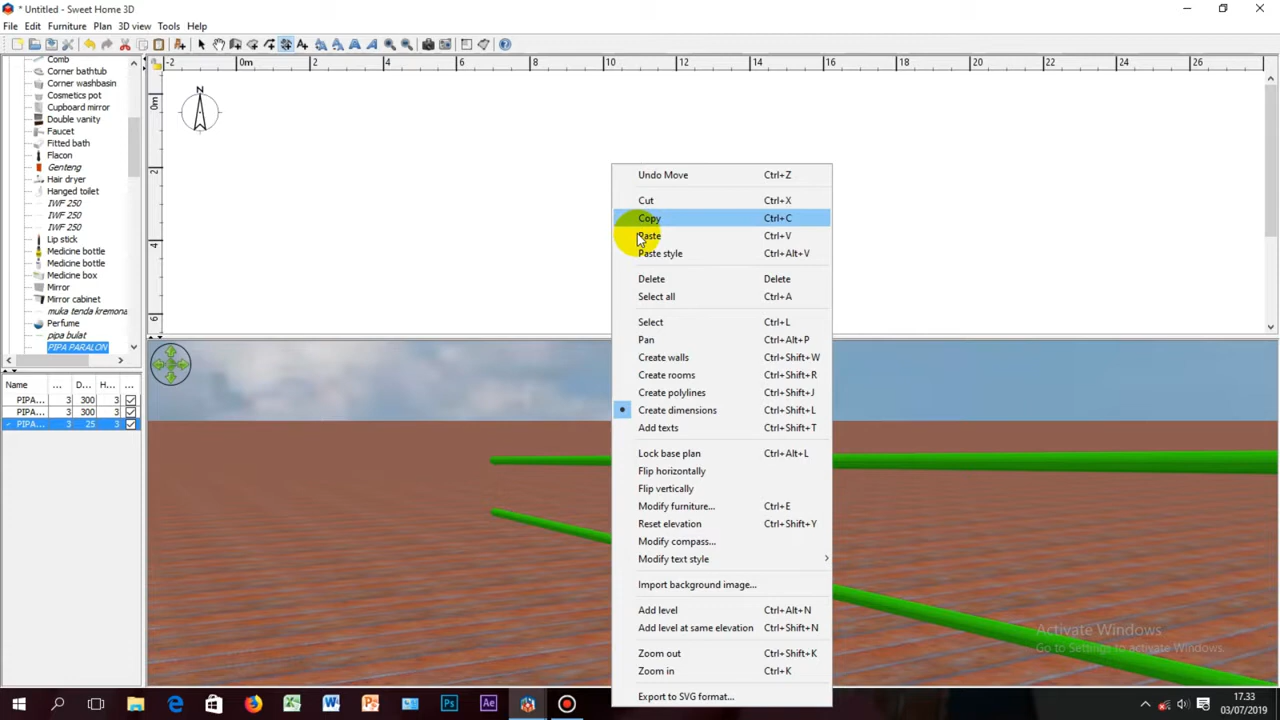 * Untitled - Sweet Home 3D
File Edit Furniture Plan 3D view Tools Help
-2 0m 2 4 6 8 10 12 14 16 18 20 22 24 26
0m
2
4
6
N
Comb
Corner bathtub
Corner washbasin
Cosmetics pot
Cupboard mirror
Double vanity
Faucet
Fitted bath
Flacon
Genteng
Hair dryer
Hanged toilet
IWF 250
IWF 250
IWF 250
Lip stick
Medicine bottle
Medicine bottle
Medicine box
Mirror
Mirror cabinet
muka tenda kremona
Perfume
pipa bulat
PIPA PARALON
Name ... D... H... ...
PIPA... 3 300 3
PIPA... 3 300 3
PIPA... 3 25 3
Undo Move Ctrl+Z
Cut Ctrl+X
Copy Ctrl+C
Paste Ctrl+V
Paste style Ctrl+Alt+V
Delete Delete
Select all Ctrl+A
Select Ctrl+L
Pan Ctrl+Alt+P
Create walls Ctrl+Shift+W
Create rooms Ctrl+Shift+R
Create polylines Ctrl+Shift+J
Create dimensions Ctrl+Shift+L
Add texts Ctrl+Shift+T
Lock base plan Ctrl+Alt+L
Flip horizontally
Flip vertically
Modify furniture... Ctrl+E
Reset elevation Ctrl+Shift+Y
Modify compass...
Modify text style
Import background image...
Add level Ctrl+Alt+N
Add level at same elevation Ctrl+Shift+N
Zoom out Ctrl+Shift+K
Zoom in Ctrl+K
Export to SVG format...
Activate Windows
Go to Settings to activate Windows.
17.33
03/07/2019